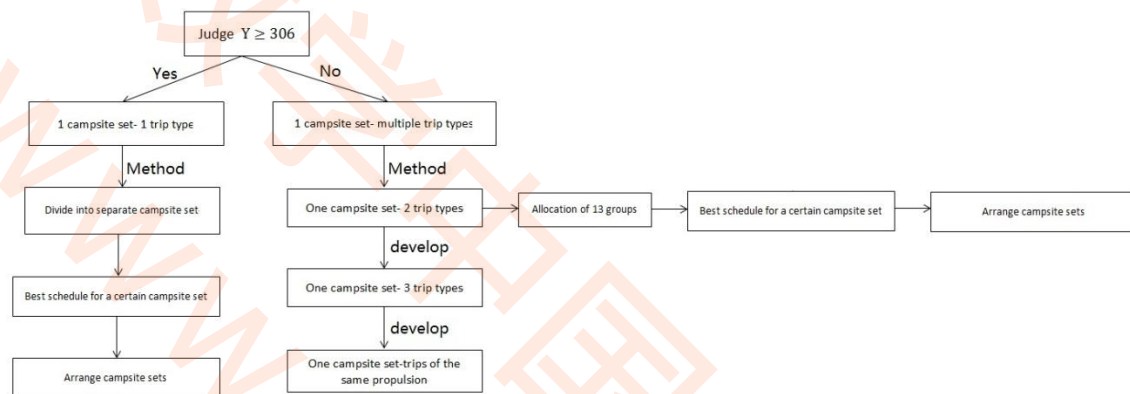 Judge Y ≥ 306
Yes
No
1 campsite set- 1 trip type
1 campsite set- multiple trip types
Method
Method
Divide into separate campsite set
One campsite set- 2 trip types
Allocation of 13 groups
Best schedule for a certain campsite set
Arrange campsite sets
develop
Best schedule for a certain campsite set
One campsite set- 3 trip types
develop
Arrange campsite sets
One campsite set-trips of the
same propulsion